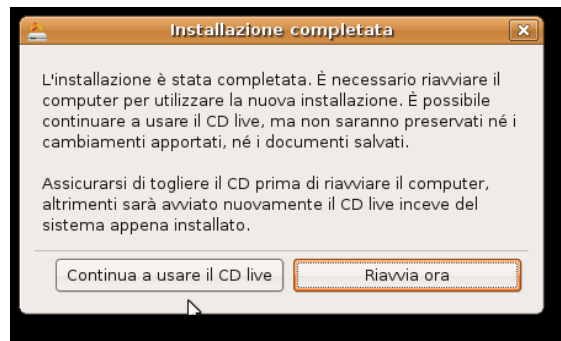 Installazione completata
L'installazione è stata completata. È necessario riavviare il
computer per utilizzare la nuova installazione. È possibile
continuare a usare il CD live, ma non saranno preservati né i
cambiamenti apportati, né i documenti salvati.
Assicurarsi di togliere il CD prima di riavviare il computer,
altrimenti sarà avviato nuovamente il CD live inceve del
sistema appena installato.
Continua a usare il CD live
Riavvia ora